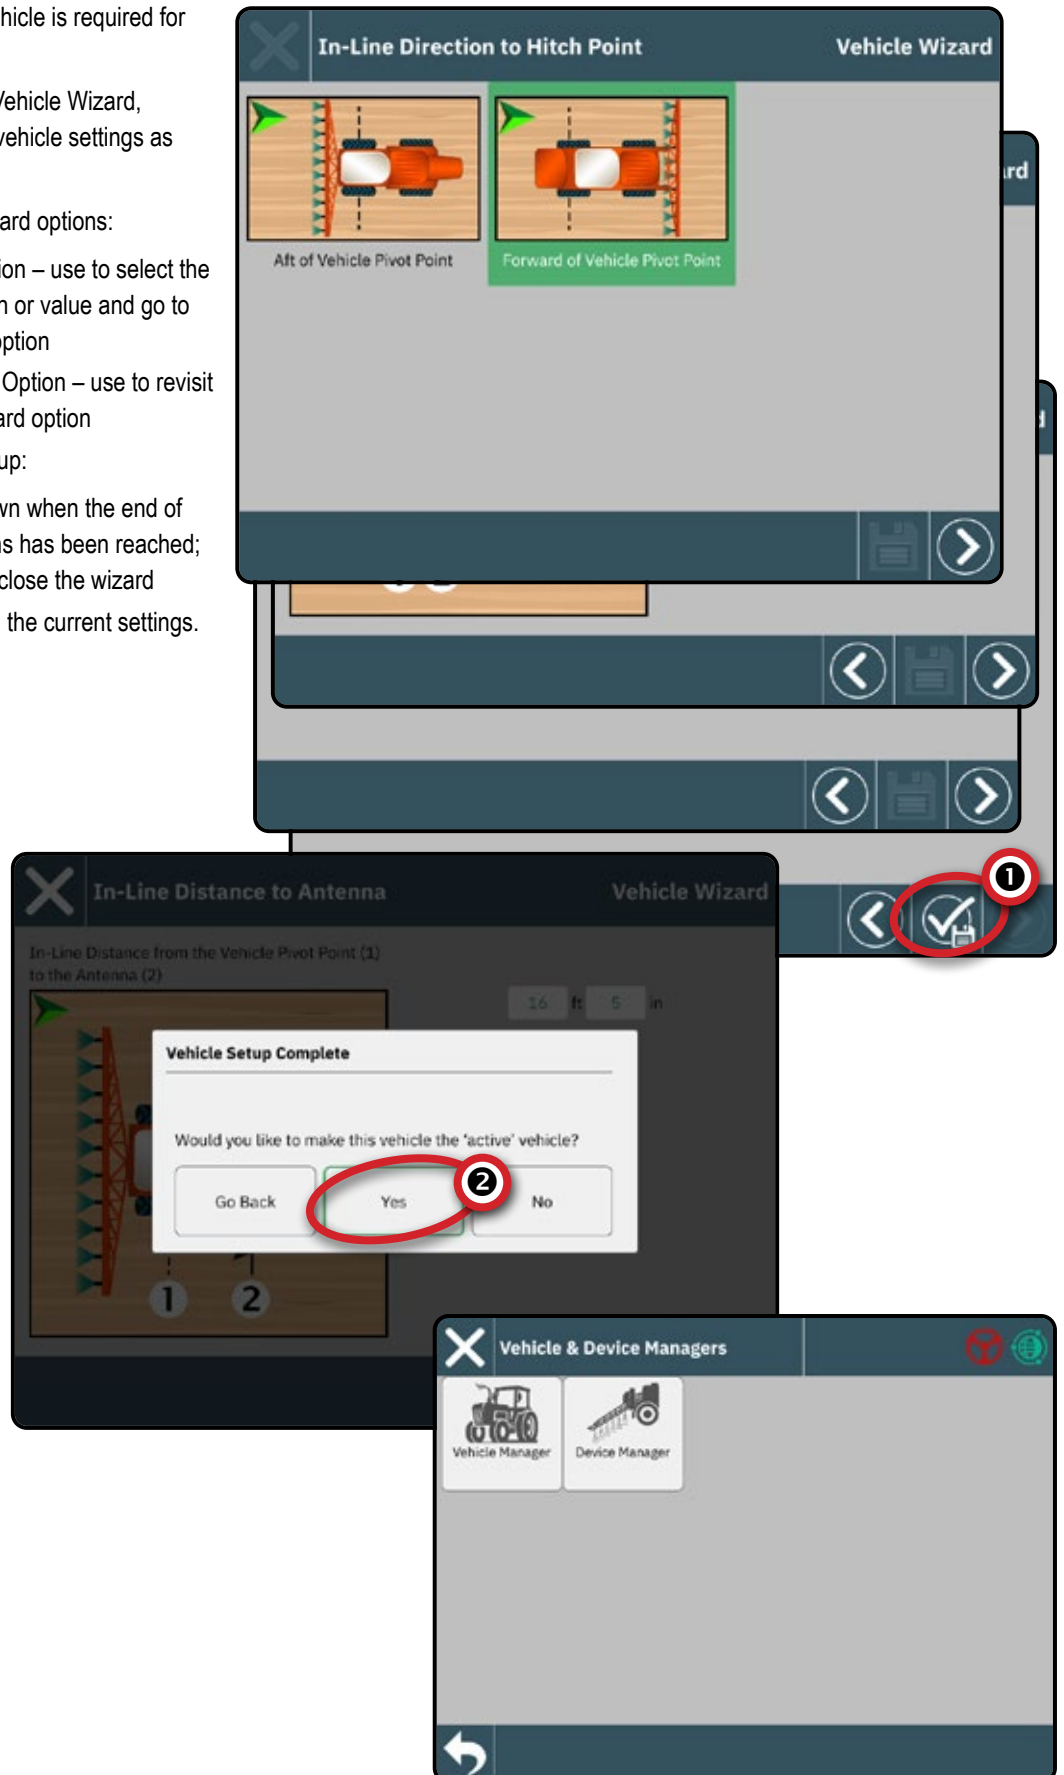 hicle is required for
Vehicle Wizard,
vehicle settings as
ard options:
ion – use to select the
n or value and go to
option
Option – use to revisit
ard option
up:
wn when the end of
ns has been reached;
close the wizard
the current settings.
In-Line Direction to Hitch Point
Vehicle Wizard
Aft of Vehicle Pivot Point
Forward of Vehicle Pivot Point
rd
d
1
In-Line Distance to Antenna
Vehicle Wizard
In-Line Distance from the Vehicle Pivot Point (1)
to the Antenna (2)
16 ft 5 in
Vehicle Setup Complete
Would you like to make this vehicle the 'active' vehicle?
Go Back
Yes
2
No
1
2
Vehicle & Device Managers
Vehicle Manager
Device Manager